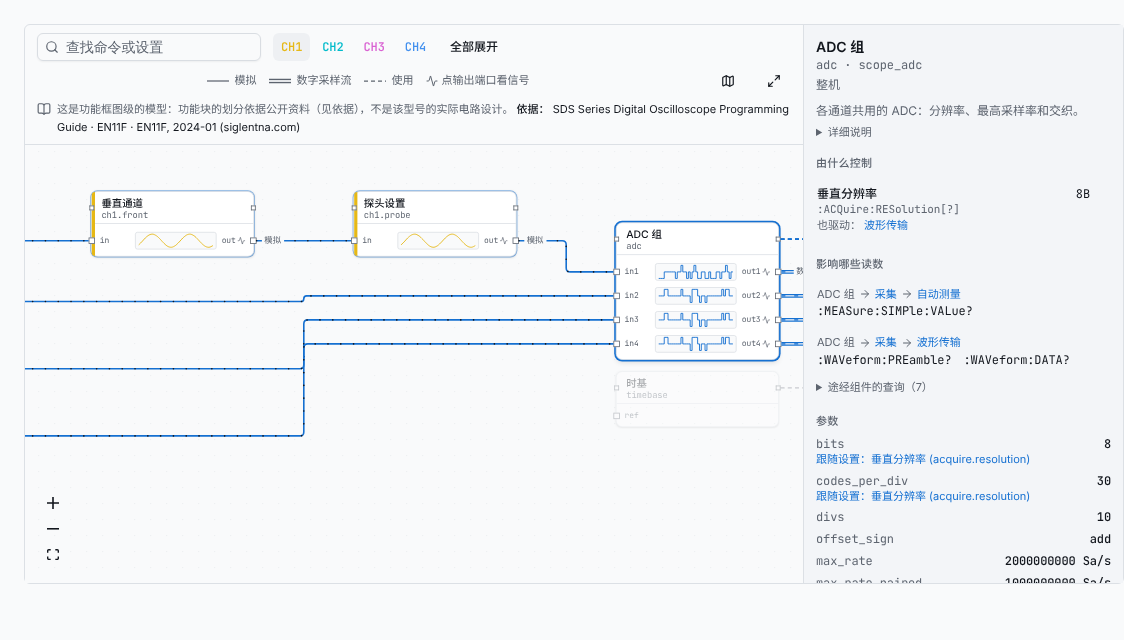 查找命令或设置
CH1 CH2 CH3 CH4 全部展开
模拟 数字采样流 使用 点输出端口看信号
这是功能框图级的模型：功能块的划分依据公开资料（见依据），不是该型号的实际电路设计。 依据： SDS Series Digital Oscilloscope Programming
Guide · EN11F · EN11F, 2024-01 (siglentna.com)
垂直通道
ch1.front
in out 模拟
探头设置
ch1.probe
in out 模拟
ADC 组
adc
in1 out1
in2 out2
in3 out3
in4 out4
时基
timebase
ref
ADC 组
adc · scope_adc
整机
各通道共用的 ADC：分辨率、最高采样率和交织。
详细说明
由什么控制
垂直分辨率 8B
:ACQuire:RESolution[?]
也驱动： 波形传输
影响哪些读数
ADC 组 → 采集 → 自动测量
:MEASure:SIMPle:VALue?
ADC 组 → 采集 → 波形传输
:WAVeform:PREamble? :WAVeform:DATA?
途经组件的查询（7）
参数
bits 8
跟随设置：垂直分辨率 (acquire.resolution)
codes_per_div 30
跟随设置：垂直分辨率 (acquire.resolution)
divs 10
offset_sign add
max_rate 2000000000 Sa/s